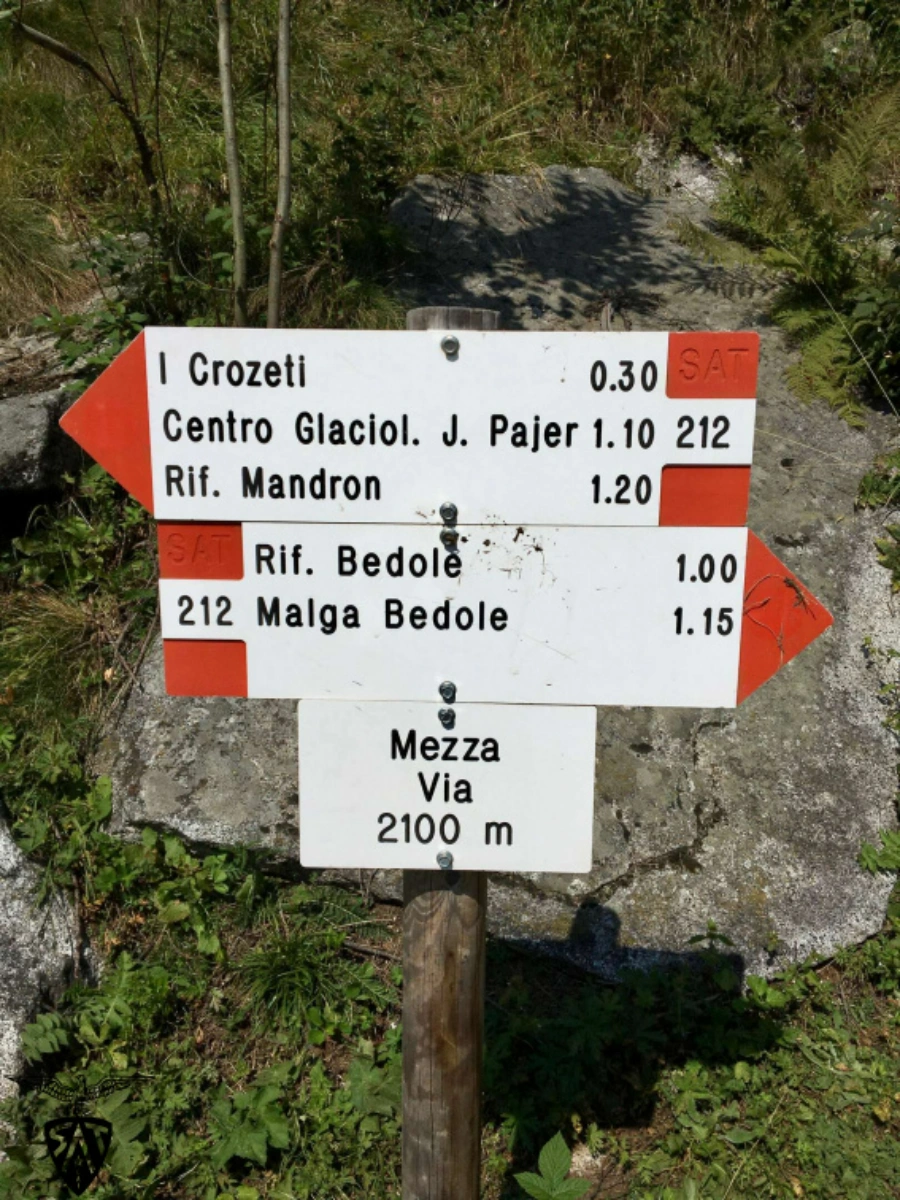 I Crozeti 0.30 SAT
Centro Glaciol. J. Pajer 1.10 212
Rif. Mandron 1.20
SAT Rif. Bedole 1.00
212 Malga Bedole 1.15
Mezza
Via
2100 m
SAT